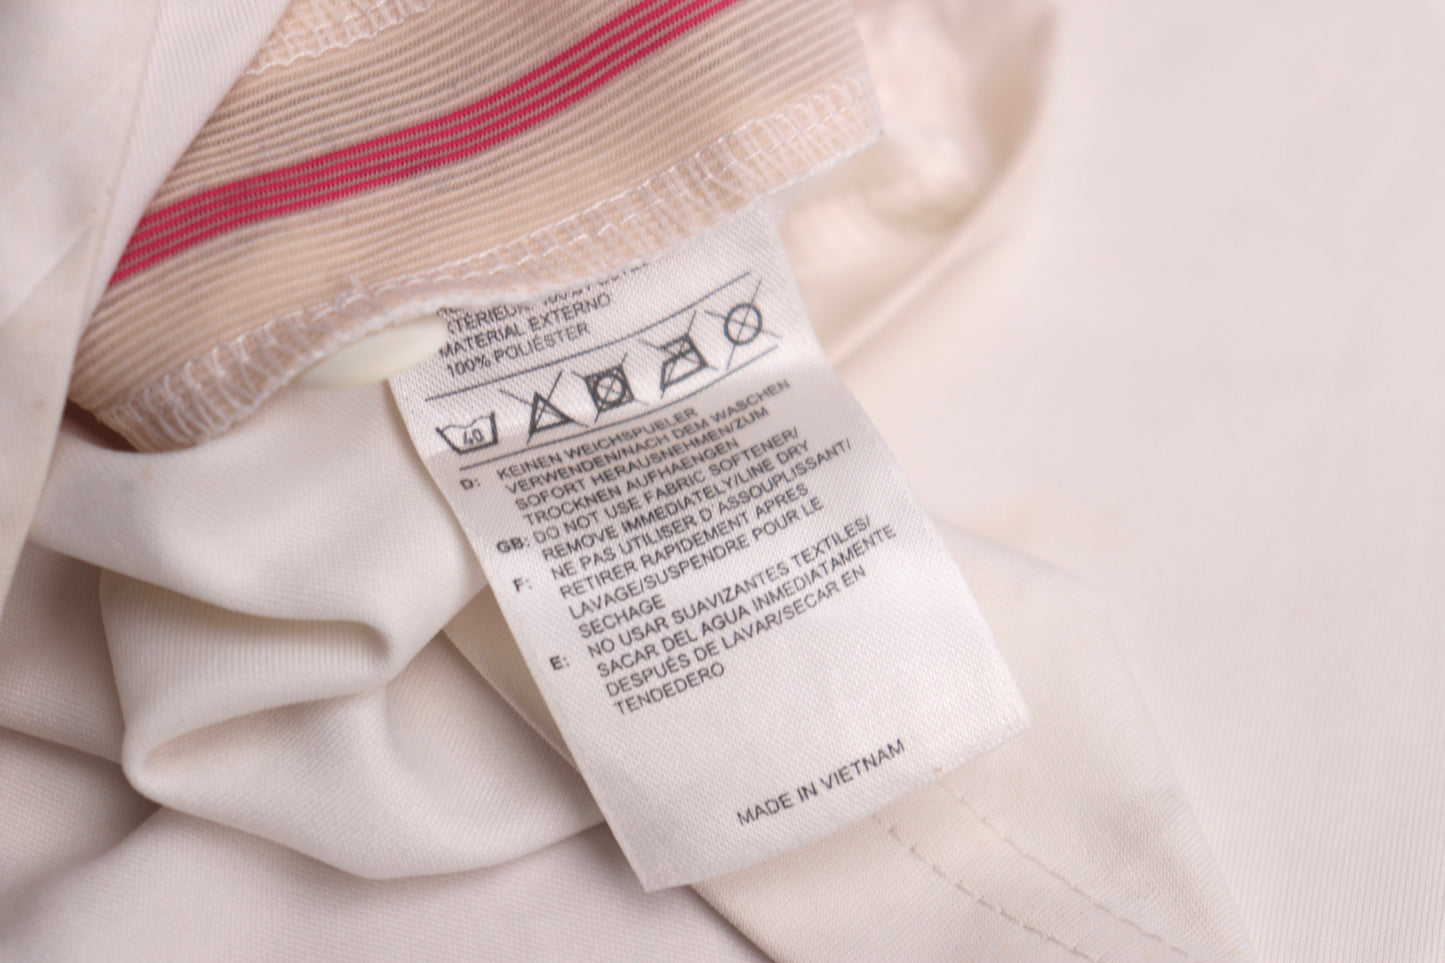 MATERIAL EXTERNO
100% POLIÉSTER
40
D: KEINEN WEICHSPUELER
VERWENDEN/NACH DEM WASCHEN
SOFORT HERAUSNEHMEN/ZUM
TROCKNEN AUFHAENGEN
GB: DO NOT USE FABRIC SOFTENER/
REMOVE IMMEDIATELY/LINE DRY
F: NE PAS UTILISER D'ASSOUPLISSANT/
RETIRER RAPIDEMENT APRES
LAVAGE/SUSPENDRE POUR LE
SECHAGE
E: NO USAR SUAVIZANTES TEXTILES/
SACAR DEL AGUA INMEDIATAMENTE
DESPUÉS DE LAVAR/SECAR EN
TENDEDERO
MADE IN VIETNAM